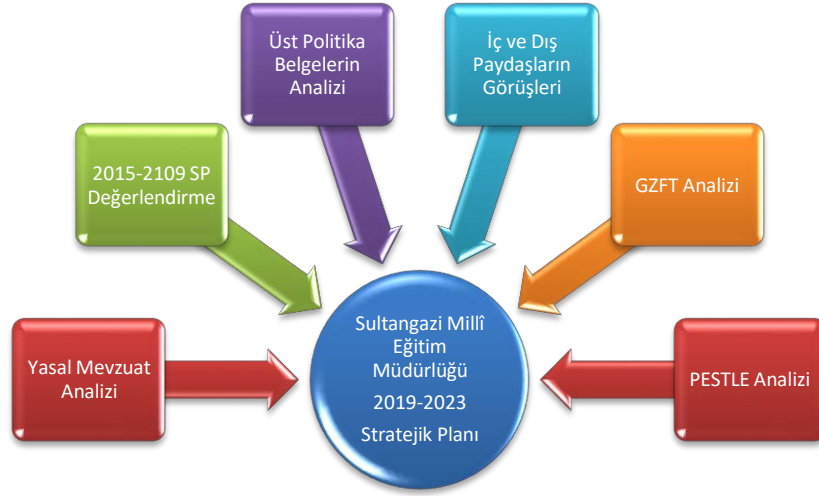 Üst Politika
Belgelerin
Analizi
İç ve Dış
Paydaşların
Görüşleri
2015-2109 SP
Değerlendirme
GZFT Analizi
Yasal Mevzuat
Analizi
Sultangazi Millî
Eğitim
Müdürlüğü
2019-2023
Stratejik Planı
PESTLE Analizi